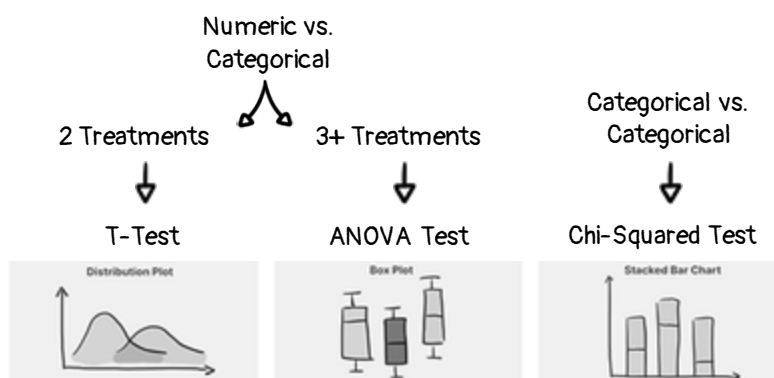 Numeric vs.
Categorical
2 Treatments
3+ Treatments
Categorical vs.
Categorical
T-Test
ANOVA Test
Chi-Squared Test
Distribution Plot
Box Plot
Stacked Bar Chart